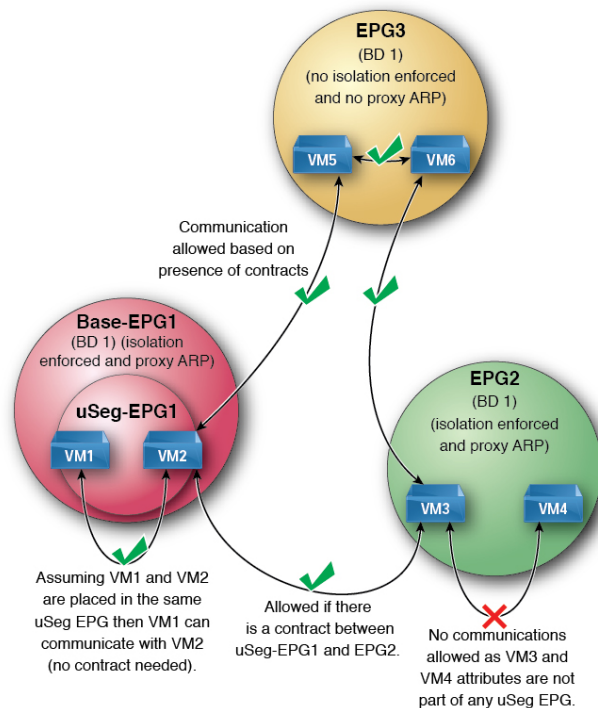 EPG3
(BD 1)
(no isolation enforced
and no proxy ARP)
VM5
VM6
Communication
allowed based on
presence of contracts
Base-EPG1
(BD 1) (isolation
enforced and proxy ARP)
uSeg-EPG1
VM1
VM2
EPG2
(BD 1)
(isolation enforced
and proxy ARP)
VM3
VM4
Assuming VM1 and VM2
are placed in the same
uSeg EPG then VM1 can
communicate with VM2
(no contract needed).
Allowed if there
is a contract between
uSeg-EPG1 and EPG2.
No communications
allowed as VM3 and
VM4 attributes are not
part of any uSeg EPG.